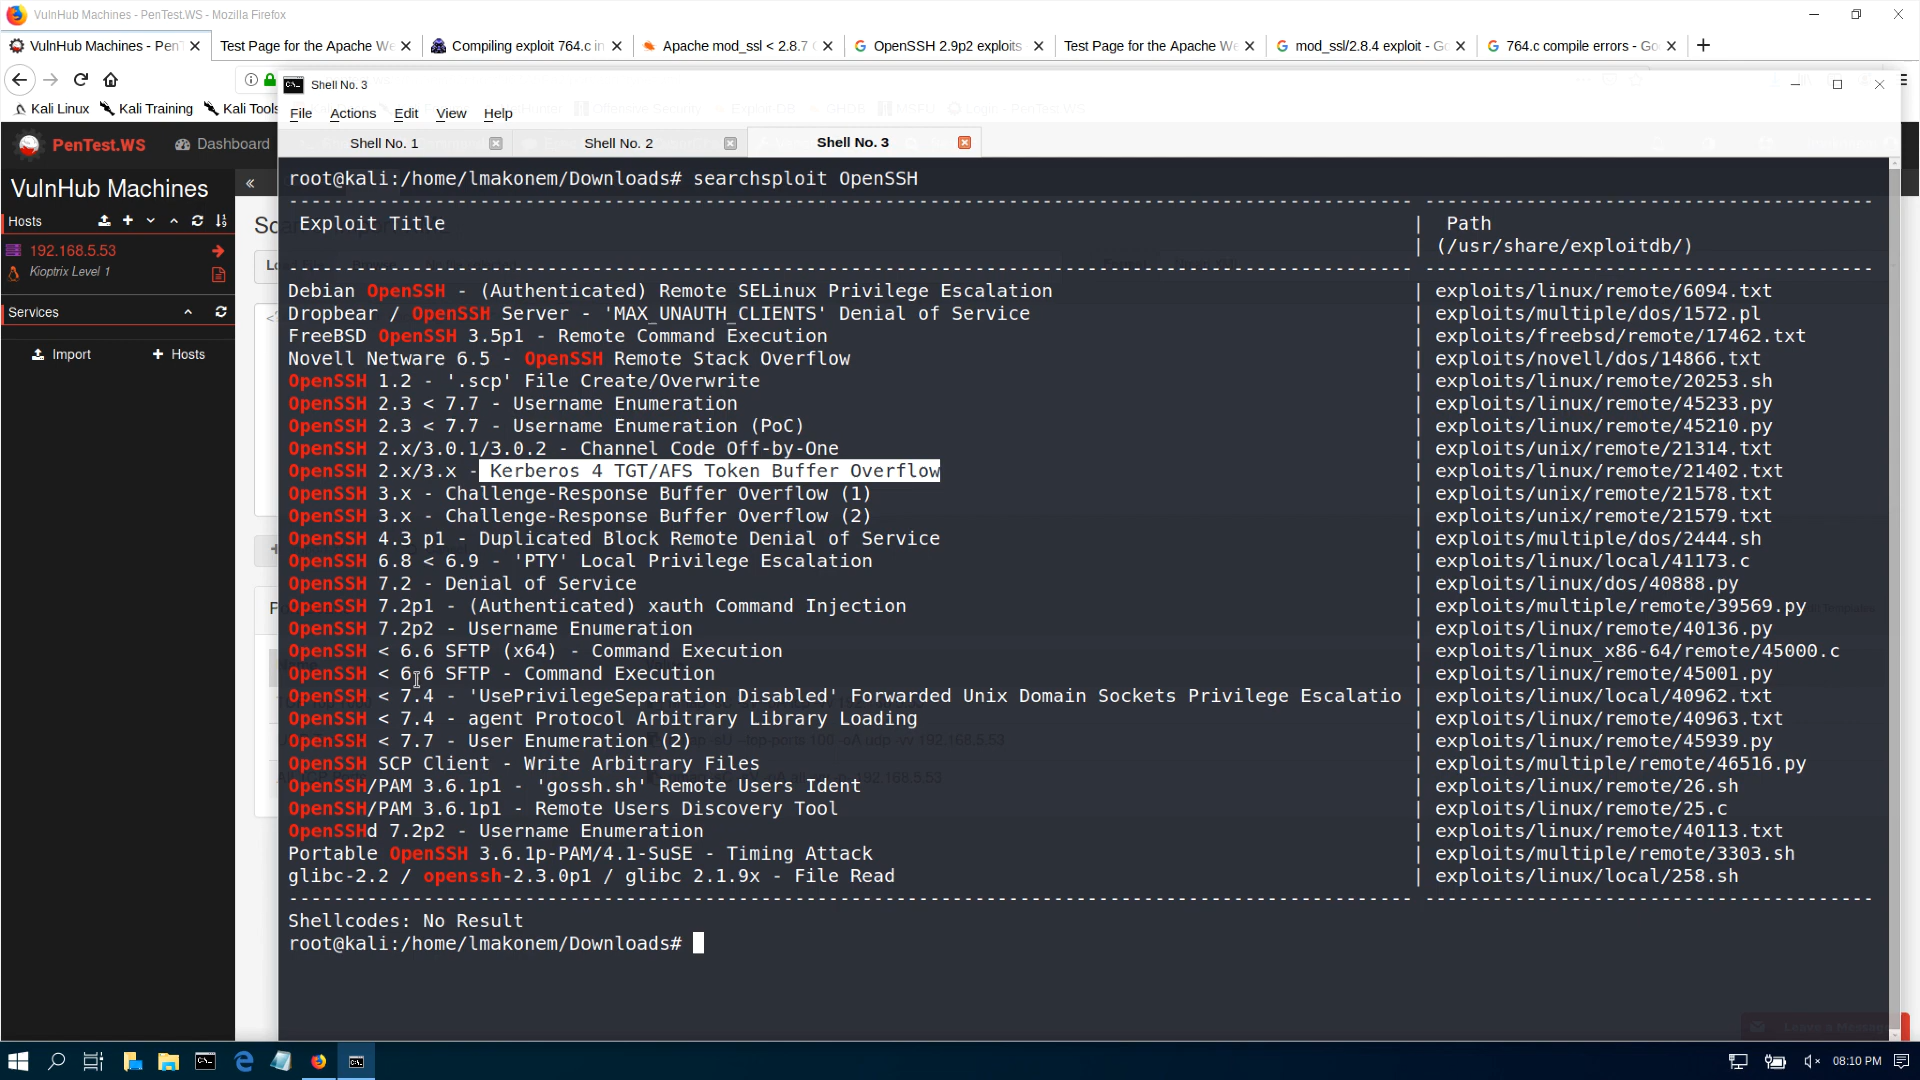 VulnHub Machines - PenTest.WS - Mozilla Firefox
VulnHub Machines - PenT
Test Page for the Apache We
Compiling exploit 764.c in
Apache mod_ssl < 2.8.7
OpenSSH 2.9p2 exploits
Test Page for the Apache We
mod_ssl/2.8.4 exploit - Go
764.c compile errors - Goo
Kali Linux
Kali Training
Kali Tools
Shell No. 3
File
Actions
Edit
View
Help
Shell No. 1
Shell No. 2
Shell No. 3
PenTest.WS
Dashboard
VulnHub Machines
«
Hosts
192.168.5.53
Kioptrix Level 1
Services
Import
Hosts
root@kali:/home/lmakonem/Downloads# searchsploit OpenSSH
Exploit Title | Path
| (/usr/share/exploitdb/)
Debian OpenSSH - (Authenticated) Remote SELinux Privilege Escalation | exploits/linux/remote/6094.txt
Dropbear / OpenSSH Server - 'MAX_UNAUTH_CLIENTS' Denial of Service | exploits/multiple/dos/1572.pl
FreeBSD OpenSSH 3.5p1 - Remote Command Execution | exploits/freebsd/remote/17462.txt
Novell Netware 6.5 - OpenSSH Remote Stack Overflow | exploits/novell/dos/14866.txt
OpenSSH 1.2 - '.scp' File Create/Overwrite | exploits/linux/remote/20253.sh
OpenSSH 2.3 < 7.7 - Username Enumeration | exploits/linux/remote/45233.py
OpenSSH 2.3 < 7.7 - Username Enumeration (PoC) | exploits/linux/remote/45210.py
OpenSSH 2.x/3.0.1/3.0.2 - Channel Code Off-by-One | exploits/unix/remote/21314.txt
OpenSSH 2.x/3.x - Kerberos 4 TGT/AFS Token Buffer Overflow | exploits/linux/remote/21402.txt
OpenSSH 3.x - Challenge-Response Buffer Overflow (1) | exploits/unix/remote/21578.txt
OpenSSH 3.x - Challenge-Response Buffer Overflow (2) | exploits/unix/remote/21579.txt
OpenSSH 4.3 p1 - Duplicated Block Remote Denial of Service | exploits/multiple/dos/2444.sh
OpenSSH 6.8 < 6.9 - 'PTY' Local Privilege Escalation | exploits/linux/local/41173.c
OpenSSH 7.2 - Denial of Service | exploits/linux/dos/40888.py
OpenSSH 7.2p1 - (Authenticated) xauth Command Injection | exploits/multiple/remote/39569.py
OpenSSH 7.2p2 - Username Enumeration | exploits/linux/remote/40136.py
OpenSSH < 6.6 SFTP (x64) - Command Execution | exploits/linux_x86-64/remote/45000.c
OpenSSH < 6.6 SFTP - Command Execution | exploits/linux/remote/45001.py
OpenSSH < 7.4 - 'UsePrivilegeSeparation Disabled' Forwarded Unix Domain Sockets Privilege Escalatio | exploits/linux/local/40962.txt
OpenSSH < 7.4 - agent Protocol Arbitrary Library Loading | exploits/linux/remote/40963.txt
OpenSSH < 7.7 - User Enumeration (2) | exploits/linux/remote/45939.py
OpenSSH SCP Client - Write Arbitrary Files | exploits/multiple/remote/46516.py
OpenSSH/PAM 3.6.1p1 - 'gossh.sh' Remote Users Ident | exploits/linux/remote/26.sh
OpenSSH/PAM 3.6.1p1 - Remote Users Discovery Tool | exploits/linux/remote/25.c
OpenSSHd 7.2p2 - Username Enumeration | exploits/linux/remote/40113.txt
Portable OpenSSH 3.6.1p-PAM/4.1-SuSE - Timing Attack | exploits/multiple/remote/3303.sh
glibc-2.2 / openssh-2.3.0p1 / glibc 2.1.9x - File Read | exploits/linux/local/258.sh
Shellcodes: No Result
root@kali:/home/lmakonem/Downloads#
08:10 PM